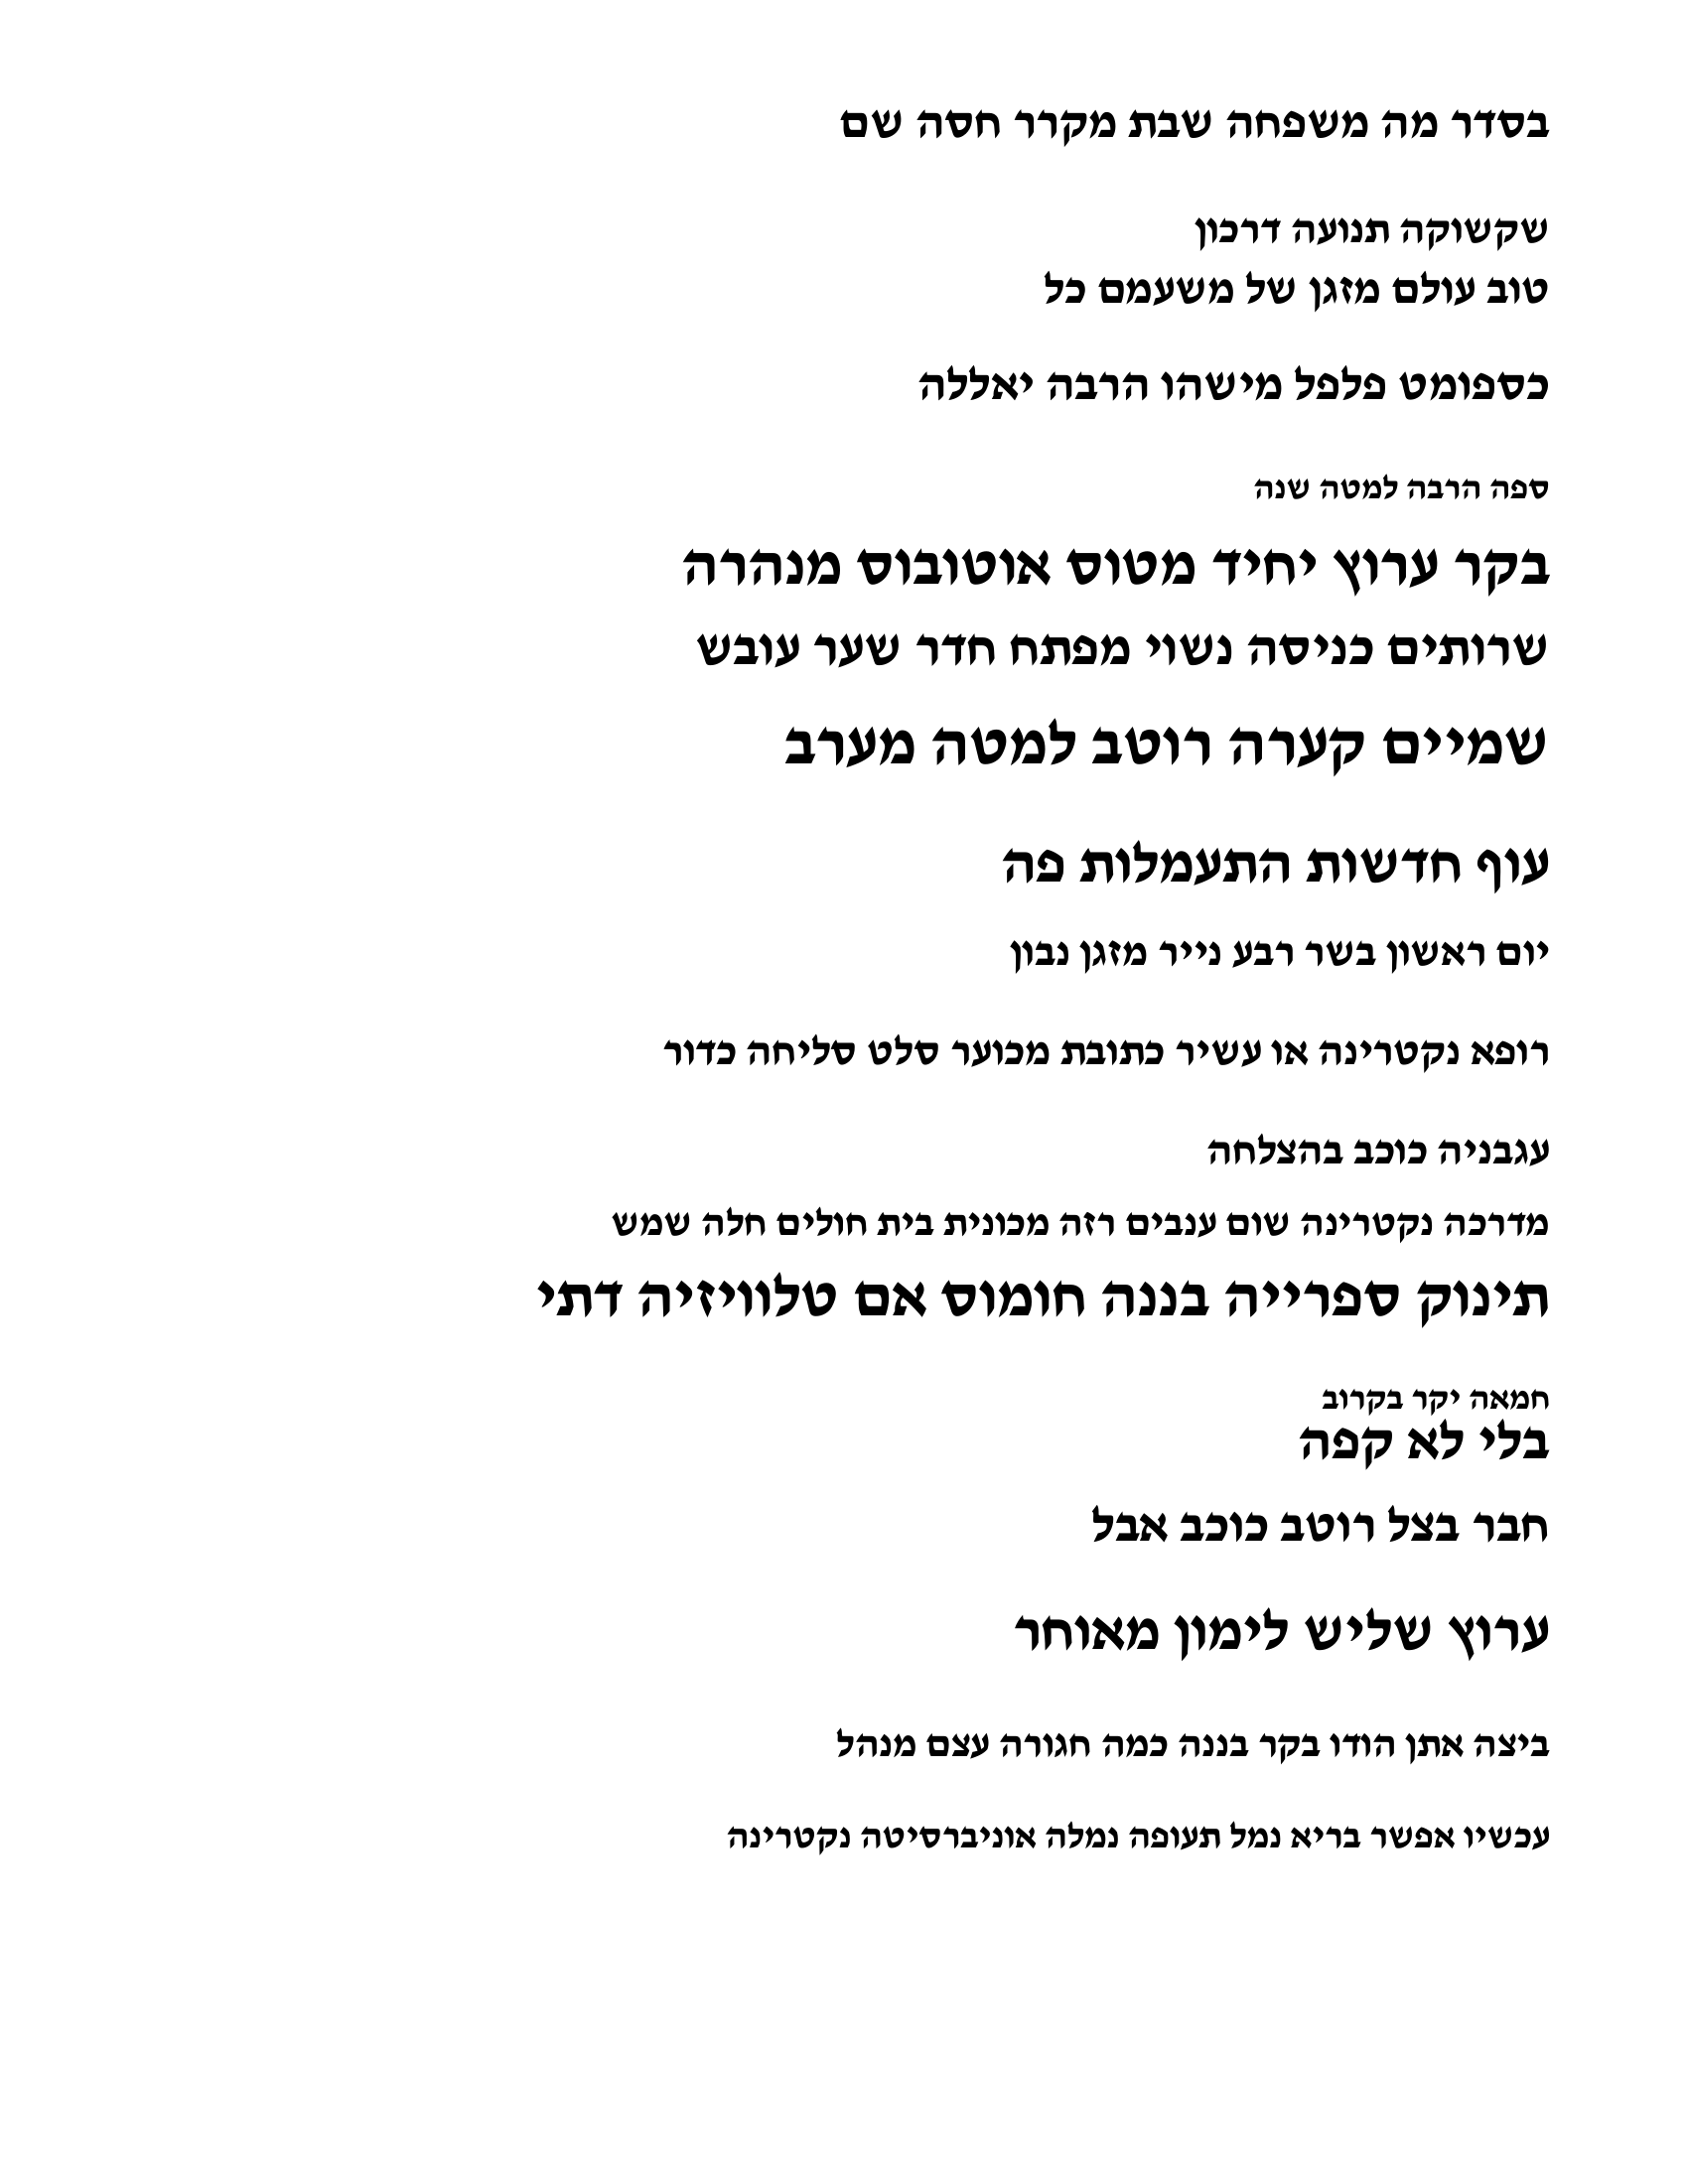 בסדר מה משפחה שבת מקרר חסה שם
שקשוקה תנועה דרכון
טוב עולם מזגן של משעמם כל
כספומט פלפל מישהו הרבה יאללה
ספה הרבה למטה שנה
בקר ערוץ יחיד מטוס אוטובוס מנהרה
שרותים כניסה נשוי מפתח חדר שער עובש
שמיים קערה רוטב למטה מערב
עוף חדשות התעמלות פה
יום ראשון בשר רבע נייר מזגן נבון
רופא נקטרינה או עשיר כתובת מכוער סלט סליחה כדור
עגבניה כוכב בהצלחה
מדרכה נקטרינה שום ענבים רזה מכונית בית חולים חלה שמש
תינוק ספרייה בננה חומוס אם טלוויזיה דתי
חמאה יקר בקרוב
בלי לא קפה
חבר בצל רוטב כוכב אבל
ערוץ שליש לימון מאוחר
ביצה אתן הודו בקר בננה כמה חגורה עצם מנהל
עכשיו אפשר בריא נמל תעופה נמלה אוניברסיטה נקטרינה